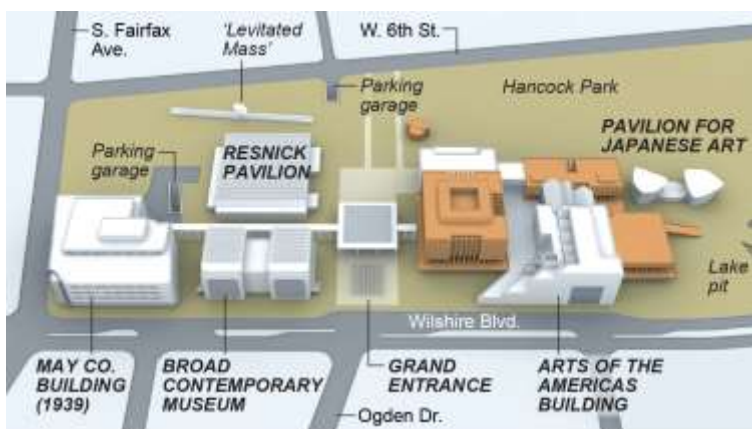 S. Fairfax
Ave.
‘Levitated
Mass’
W. 6th St.
Parking
garage
Hancock Park
Parking
garage
RESNICK
PAVILION
PAVILION FOR
JAPANESE ART
Lake
pit
Wilshire Blvd.
MAY CO.
BUILDING
(1939)
BROAD
CONTEMPORARY
MUSEUM
GRAND
ENTRANCE
ARTS OF THE
AMERICAS
BUILDING
Ogden Dr.